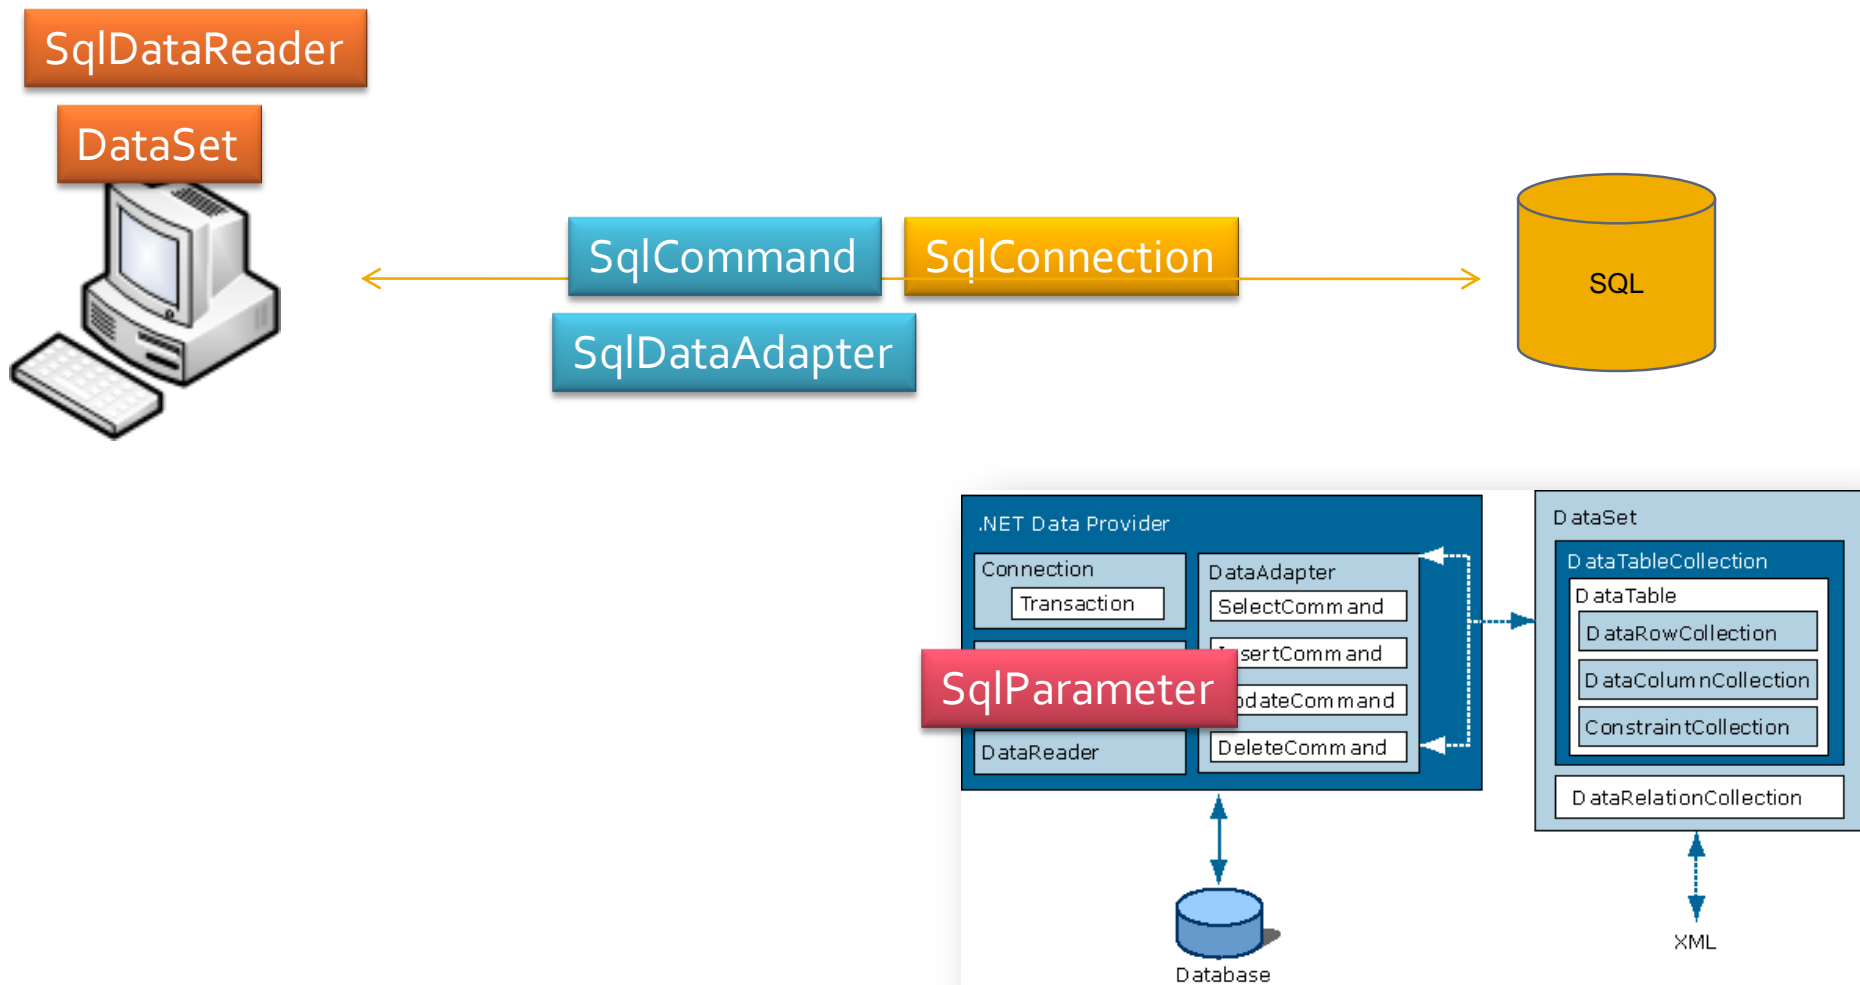 SqlDataReader
DataSet
SqlCommand
SqlConnection
SQL
SqlDataAdapter
.NET Data Provider
Connection
Transaction
DataAdapter
SelectCommand
sertCommand
SqlParameter
odateCommand
DataReader
DeleteCommand
DataSet
DataTableCollection
DataTable
DataRowCollection
DataColumnCollection
ConstraintCollection
DataRelationCollection
Database
XML